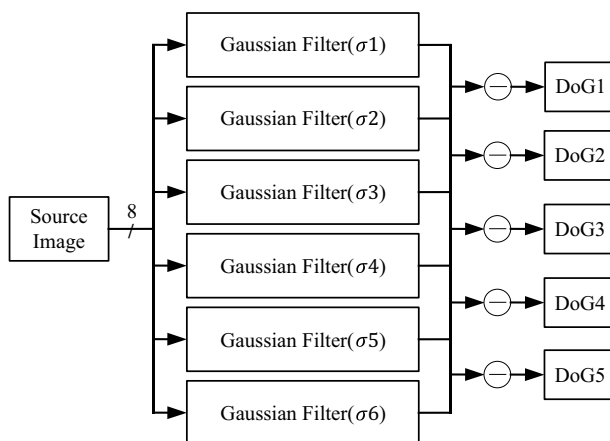 Gaussian Filter(σ1)
Gaussian Filter(σ2)
Gaussian Filter(σ3)
Gaussian Filter(σ4)
Gaussian Filter(σ5)
Gaussian Filter(σ6)
Source
Image
8
DoG1
DoG2
DoG3
DoG4
DoG5